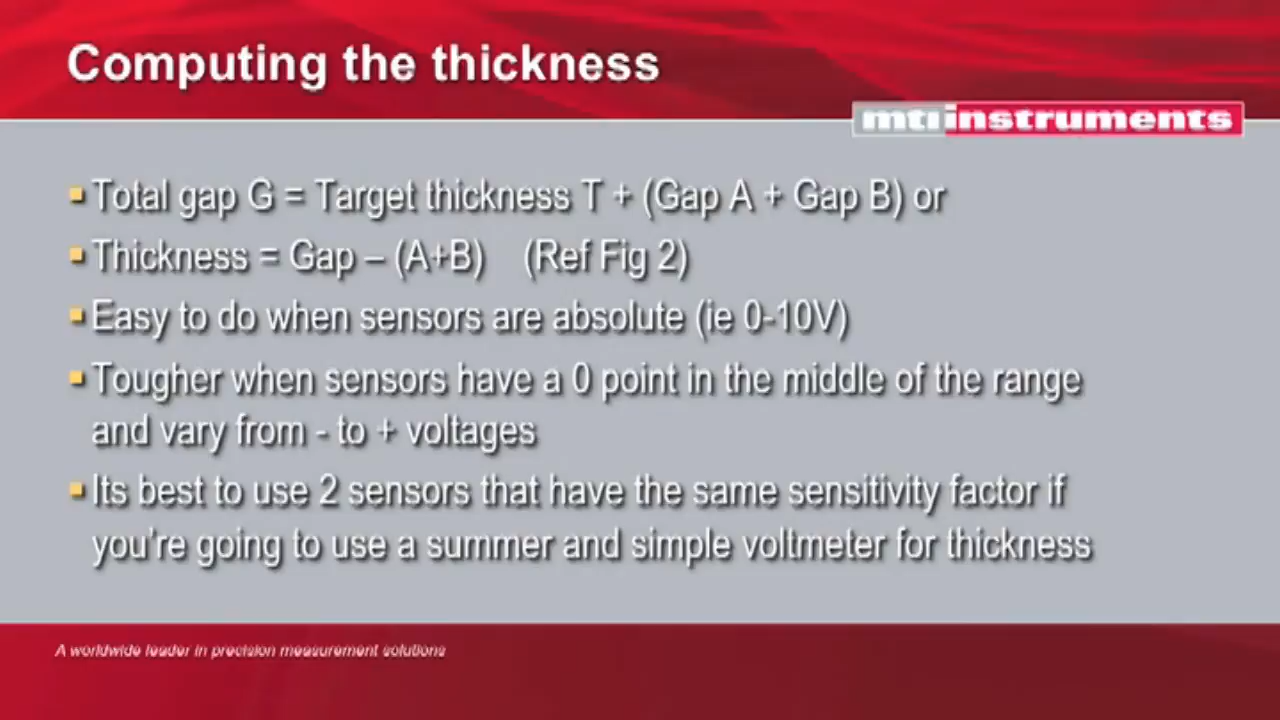 Computing the thickness
mtiinstruments
Total gap G = Target thickness T + (Gap A + Gap B) or
Thickness = Gap – (A+B) (Ref Fig 2)
Easy to do when sensors are absolute (ie 0-10V)
Tougher when sensors have a 0 point in the middle of the range
and vary from - to + voltages
Its best to use 2 sensors that have the same sensitivity factor if
you're going to use a summer and simple voltmeter for thickness
A worldwide leader in precision measurement solutions